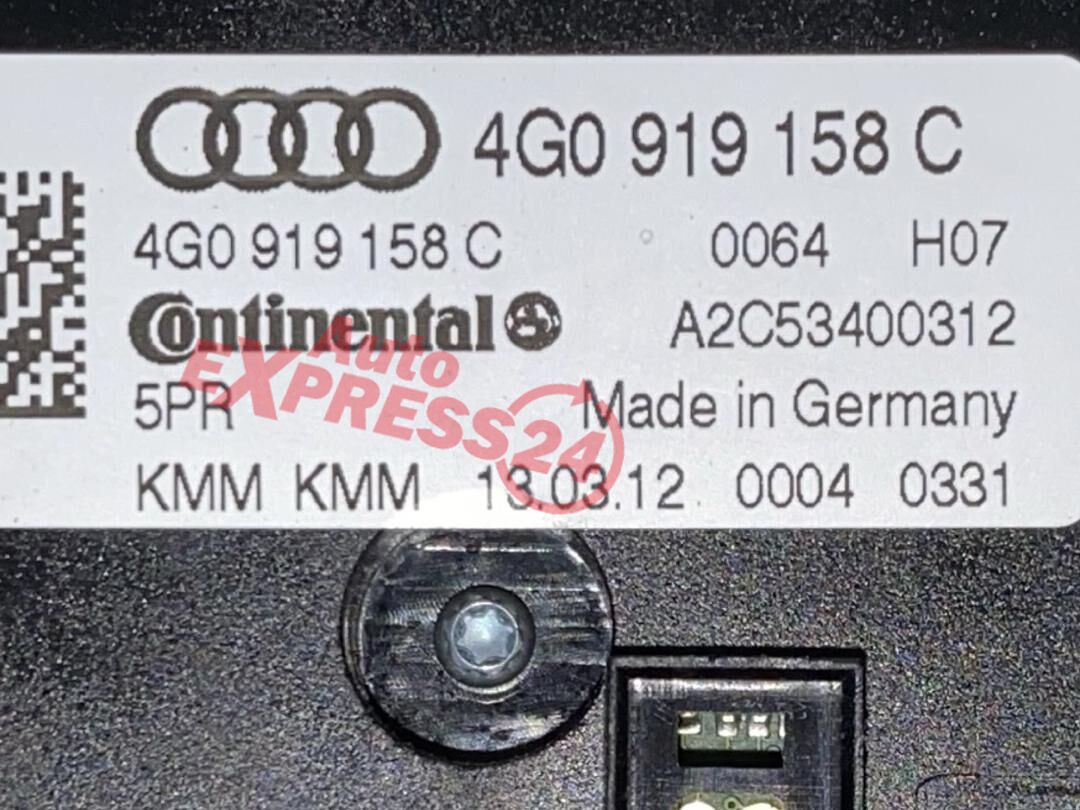 4G0 919 158 C
4G0 919 158 C 0064 H07
Continental A2C53400312
Auto
EXPRESS24
5PR Made in Germany
KMM KMM 13.03.12 0004 0331